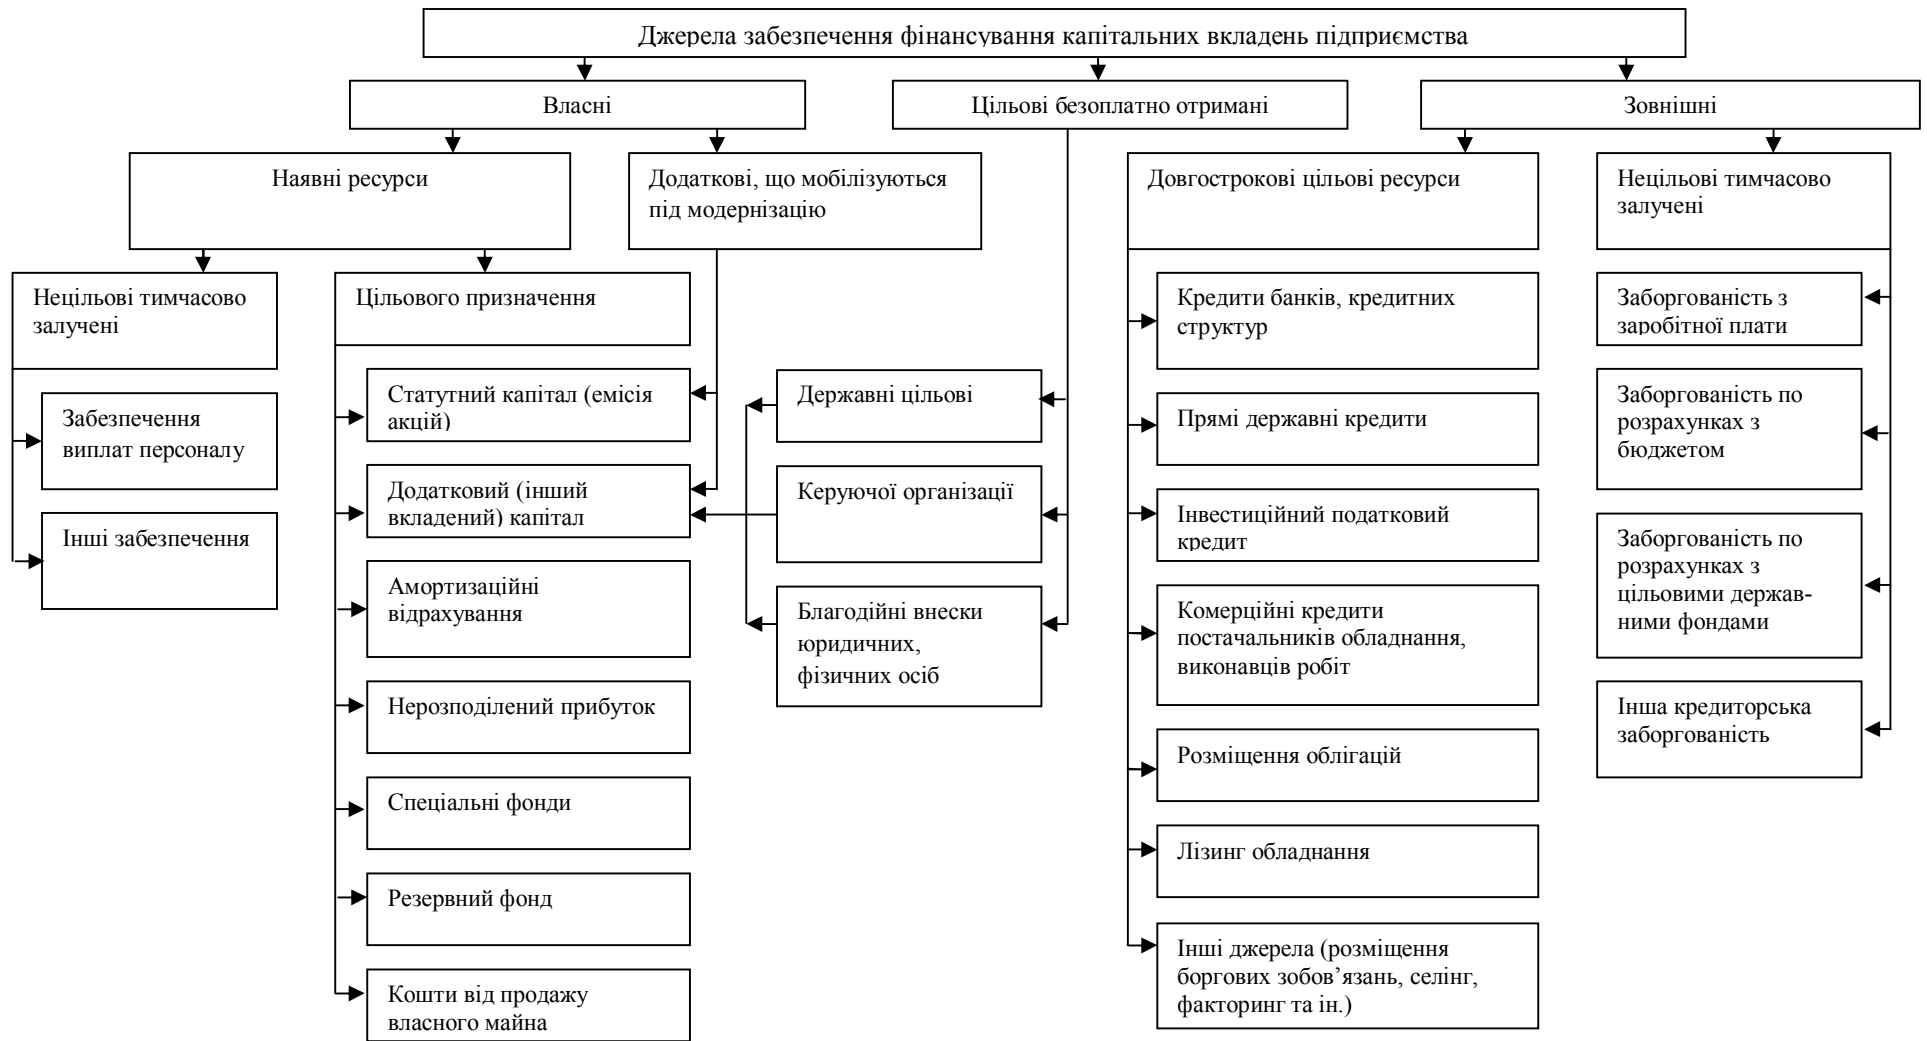 Джерела забезпечення фінансування капітальних вкладень підприємства
Власні
Цільові безоплатно отримані
Зовнішні
Наявні ресурси
Додаткові, що мобілізуються
під модернізацію
Довгострокові цільові ресурси
Нецільові тимчасово
залучені
Нецільові тимчасово
залучені
Забезпечення
виплат персоналу
Інші забезпечення
Цільового призначення
Статутний капітал (емісія
акцій)
Додатковий (інший
вкладений) капітал
Амортизаційні
відрахування
Нерозподілений прибуток
Спеціальні фонди
Резервний фонд
Кошти від продажу
власного майна
Державні цільові
Керуючої організації
Благодійні внески
юридичних,
фізичних осіб
Кредити банків, кредитних
структур
Прямі державні кредити
Інвестиційний податковий
кредит
Комерційні кредити
постачальників обладнання,
виконавців робіт
Розміщення облігацій
Лізинг обладнання
Інші джерела (розміщення
боргових зобов’язань, селінг,
факторинг та ін.)
Заборгованість з
заробітної плати
Заборгованість по
розрахунках з
бюджетом
Заборгованість по
розрахунках з
цільовими держав-
ними фондами
Інша кредиторська
заборгованість